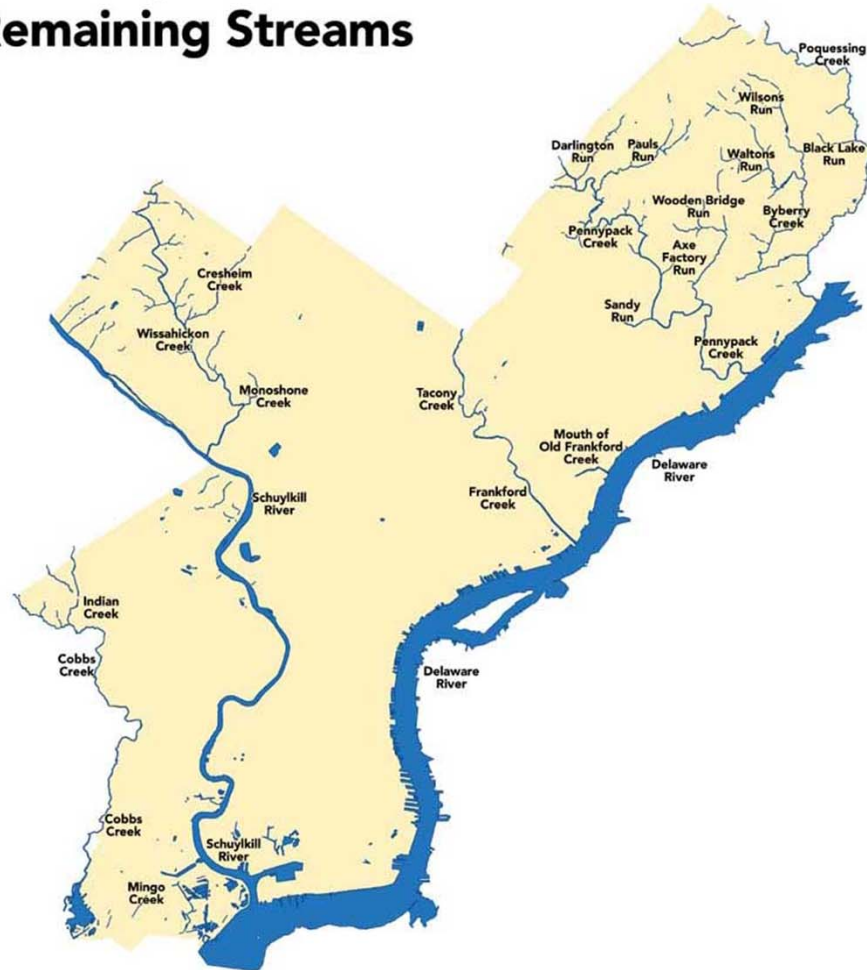 Remaining Streams
Poquessing
Creek
Wilsons
Run
Darlington
Run
Pauls
Run
Waltons
Run
Black Lake
Run
Wooden Bridge
Run
Byberry
Creek
Pennypack
Creek
Axe
Factory
Run
Cresheim
Creek
Sandy
Run
Wissahickon
Creek
Pennypack
Creek
Monoshone
Creek
Tacony
Creek
Mouth of
Old Frankford
Creek
Delaware
River
Schuylkill
River
Frankford
Creek
Indian
Creek
Cobbs
Creek
Delaware
River
Cobbs
Creek
Schuylkill
River
Mingo
Creek